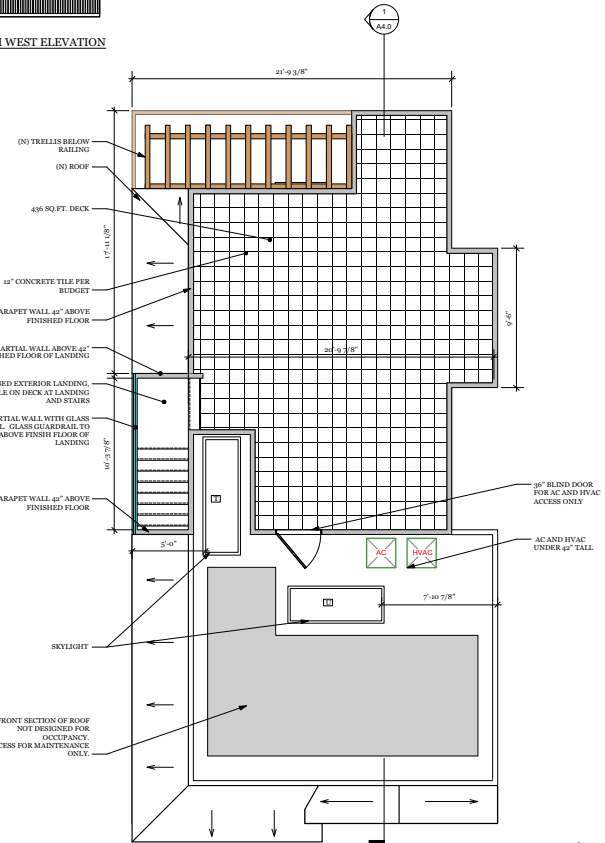 1
A4.0
WEST ELEVATION
21'-9 3/8"
(N) TRELLIS BELOW
RAILING
(N) ROOF
436 SQ.FT. DECK
17'-11 1/8"
12" CONCRETE TILE PER
BUDGET
ARAPET WALL 42" ABOVE
FINISHED FLOOR
9'-6"
ARTIAL WALL ABOVE 42"
HED FLOOR OF LANDING
20'-9 7/8"
SED EXTERIOR LANDING,
LE ON DECK AT LANDING
AND STAIRS
RTIAL WALL WITH GLASS
L. GLASS GUARDRAIL TO
ABOVE FINSIH FLOOR OF
LANDING
10'-3 7/8"
36" BLIND DOOR
FOR AC AND HVAC
ACCESS ONLY
ARAPET WALL 42" ABOVE
FINISHED FLOOR
T
5'-0"
AC
HVAC
AC AND HVAC
UNDER 42" TALL
U
7'-10 7/8"
SKYLIGHT
FRONT SECTION OF ROOF
NOT DESIGNED FOR
OCCUPANCY.
CESS FOR MAINTENANCE
ONLY.